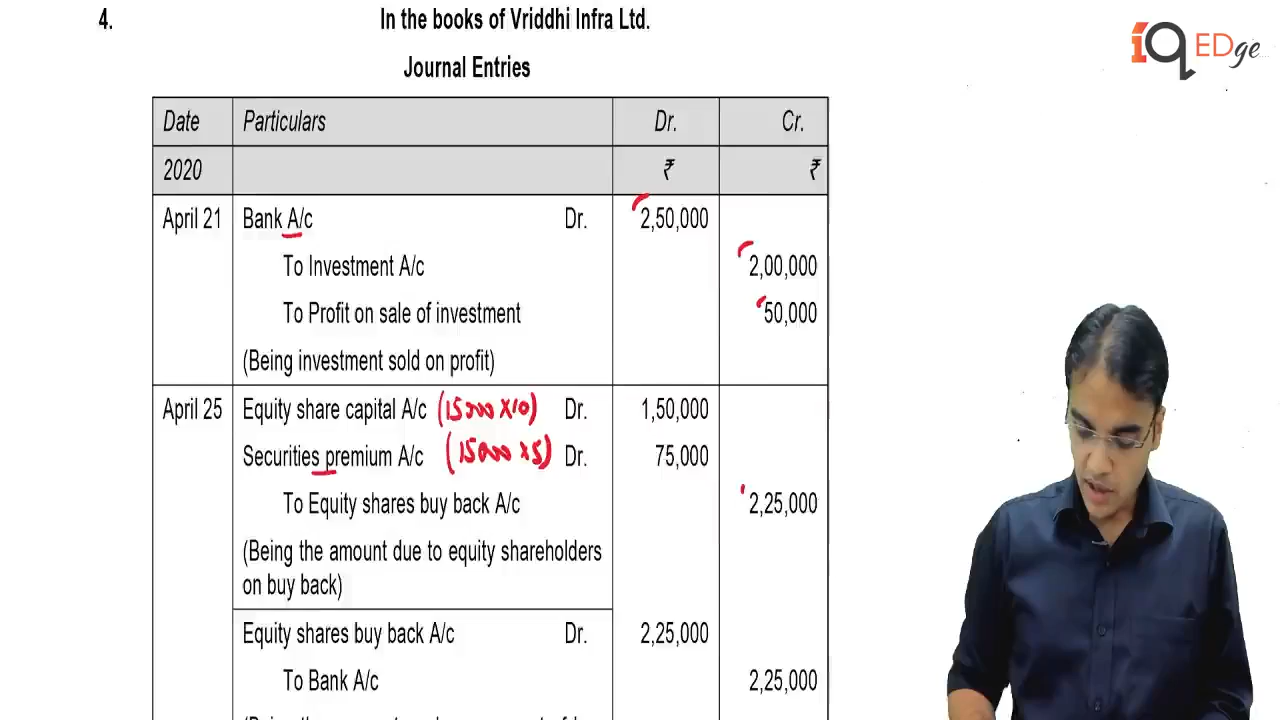 4. In the books of Vriddhi Infra Ltd.
iQ EDge
Journal Entries
Date Particulars Dr. Cr.
2020 ₹ ₹
April 21 Bank A/c Dr. 2,50,000
To Investment A/c 2,00,000
To Profit on sale of investment 50,000
(Being investment sold on profit)
April 25 Equity share capital A/c (15000 X10) Dr. 1,50,000
Securities premium A/c (15000 X5) Dr. 75,000
To Equity shares buy back A/c 2,25,000
(Being the amount due to equity shareholders
on buy back)
Equity shares buy back A/c Dr. 2,25,000
To Bank A/c 2,25,000